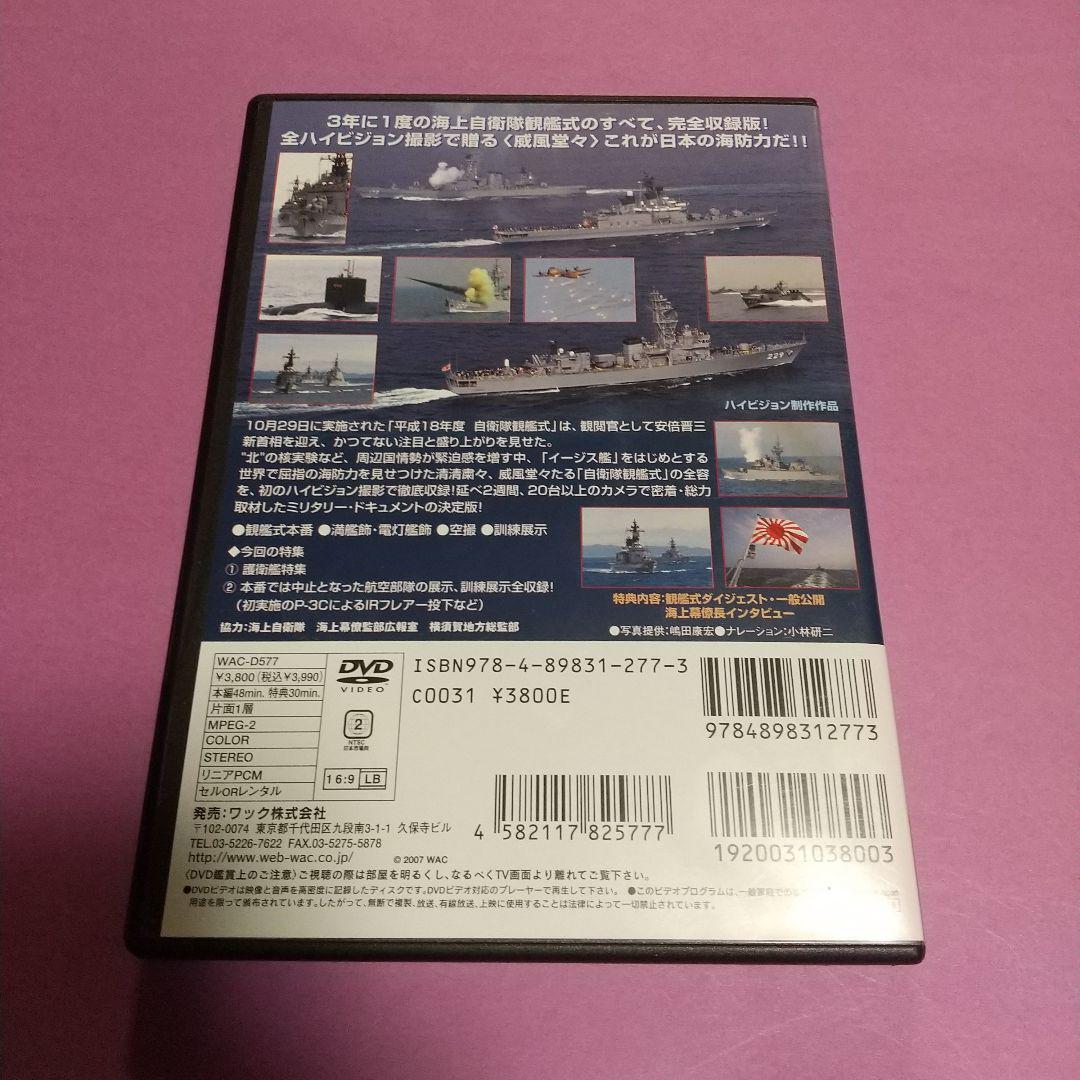 3年に1度の海上自衛隊観艦式のすべて、完全収録版!
全ハイビジョン撮影で贈る〈威風堂々〉これが日本の海防力だ!!
229
ハイビジョン制作作品
10月29日に実施された「平成18年度 自衛隊観艦式」は、観閲官として安倍晋三
新首相を迎え、かつてない注目と盛り上がりを見せた。
"北"の核実験など、周辺国情勢が緊迫感を増す中、「イージス艦」をはじめとする
世界で屈指の海防力を見せつけた清清粛々、威風堂々たる「自衛隊観艦式」の全容
を、初のハイビジョン撮影で徹底収録!延べ2週間、20台以上のカメラで密着・総力
取材したミリタリー・ドキュメントの決定版!
●観艦式本番 ●満艦飾・電灯艦飾 ●空撮 ●訓練展示
◆今回の特集
① 護衛艦特集
② 本番では中止となった航空部隊の展示、訓練展示全収録!
(初実施のP-3CによるIRフレアー投下など)
協力:海上自衛隊 海上幕僚監部広報室 横須賀地方総監部
特典内容:観艦式ダイジェスト・一般公開
海上幕僚長インタビュー
●写真提供:嶋田康宏●ナレーション:小林研二
WAC-D577
¥3,800(税込¥3,990)
本編48min. 特典30min.
片面1層
MPEG-2
COLOR
STEREO
リニアPCM
セルORレンタル
DVD
VIDEO
2
NTSC
日本市場向
16:9 LB
ISBN978-4-89831-277-3
C0031 ¥3800E
9784898312773
4 582117 825777
1920031038003
発売:ワック株式会社
〒102-0074 東京都千代田区九段南3-1-1 久保寺ビル
TEL.03-5226-7622 FAX.03-5275-5878
http://www.web-wac.co.jp/
© 2007 WAC
〈DVD鑑賞上のご注意〉ご視聴の際は部屋を明るくし、なるべくTV画面より離れてご覧下さい。
●DVDビデオは映像と音声を高密度に記録したディスクです。DVDビデオ対応のプレーヤーで再生して下さい。 ●このビデオプログラムは、一般家庭での
用途を限って頒布されています。したがって、無断で複製、放送、有線放送、上映に使用することは法律によって一切禁止されています。